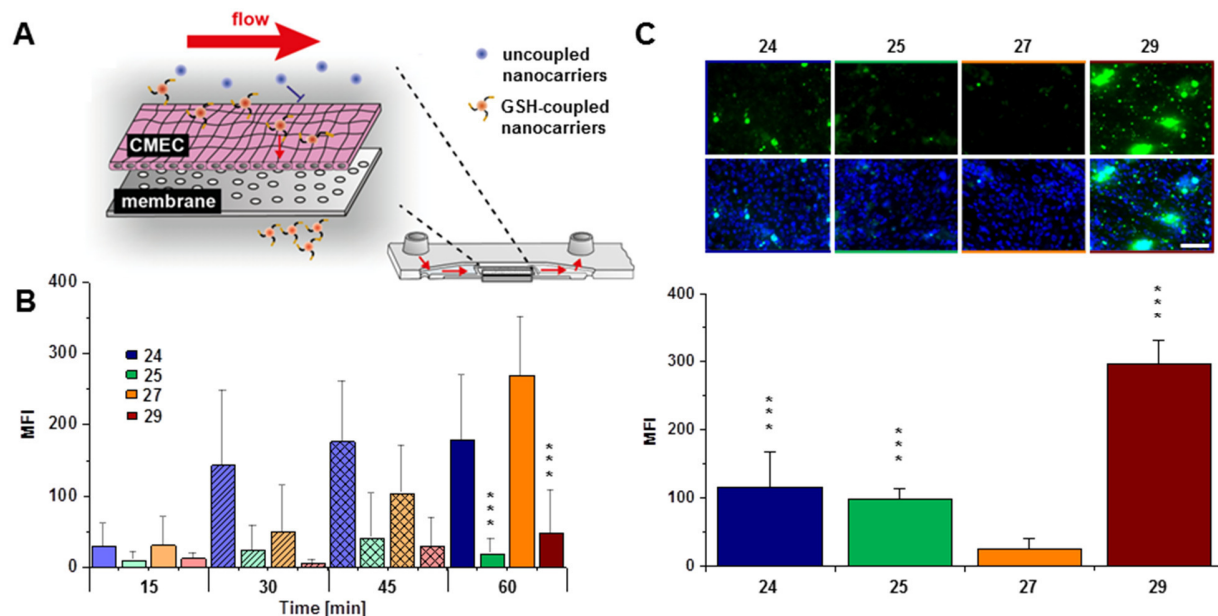 A
flow
uncoupled
nanocarriers
GSH-coupled
nanocarriers
CMEC
membrane
B
400
300
200
100
0
MFI
24
25
27
29
***
***
15 30 45 60
Time [min]
C
24 25 27 29
400
300
200
100
0
MFI
***
***
***
24 25 27 29